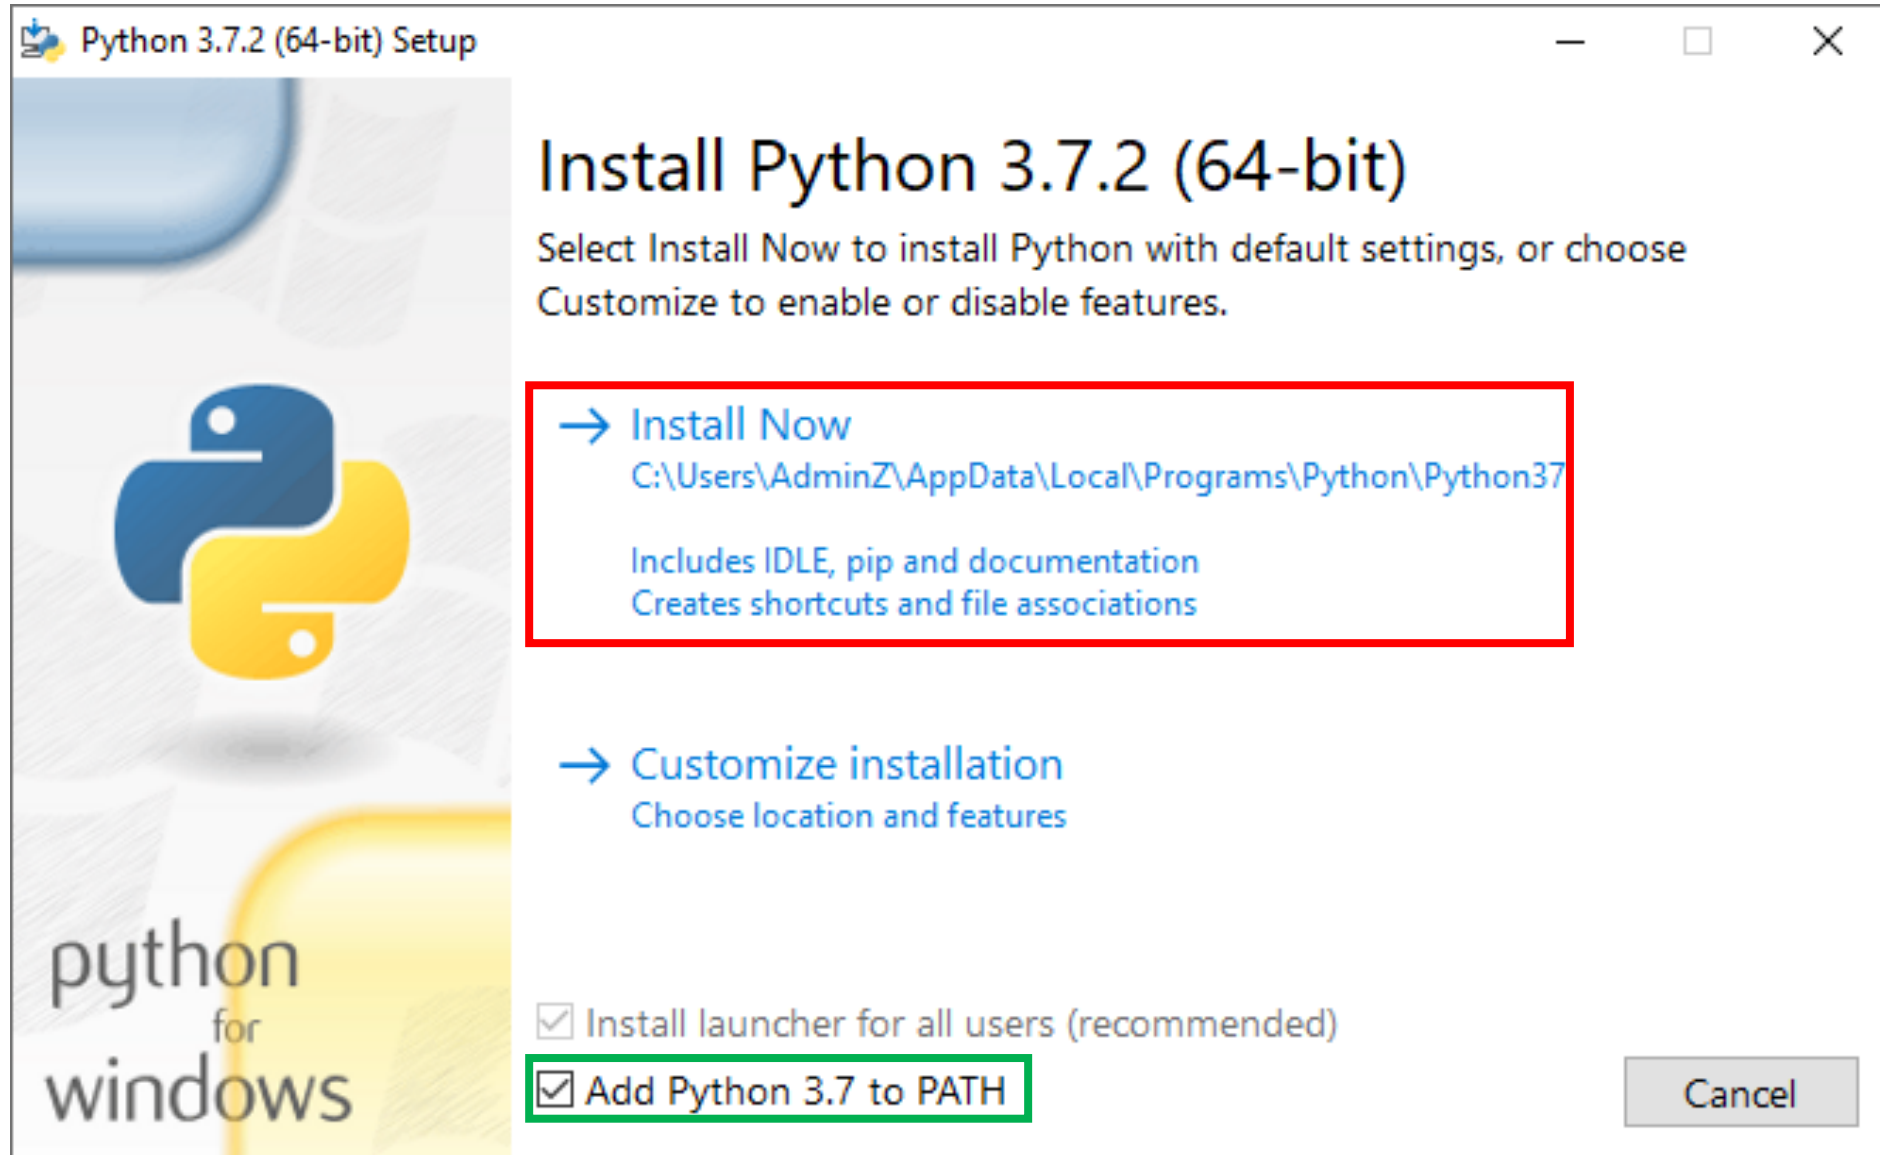 Python 3.7.2 (64-bit) Setup
Install Python 3.7.2 (64-bit)
Select Install Now to install Python with default settings, or choose
Customize to enable or disable features.
Install Now
C:\Users\AdminZ\AppData\Local\Programs\Python\Python37
Includes IDLE, pip and documentation
Creates shortcuts and file associations
Customize installation
Choose location and features
python
for
windows
Install launcher for all users (recommended)
Add Python 3.7 to PATH
Cancel